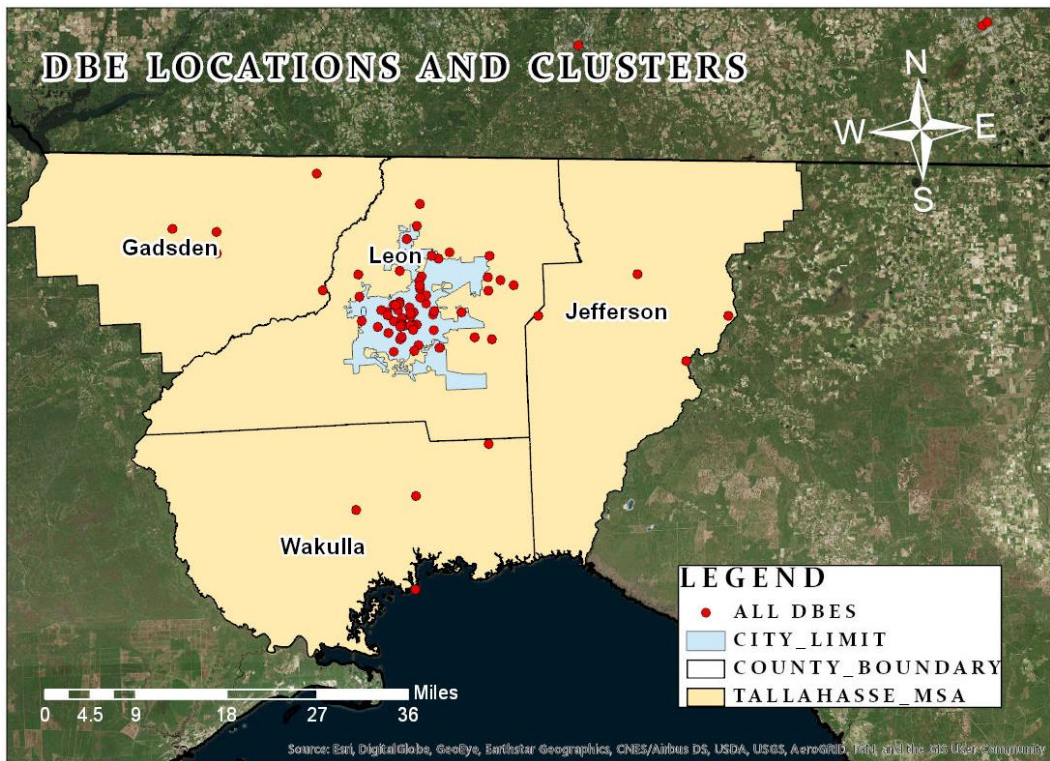 DBE LOCATIONS AND CLUSTERS
N
W E
S
Gadsden
Leon
Jefferson
Wakulla
LEGEND
ALL DBES
CITY_LIMIT
COUNTY_BOUNDARY
TALLAHASSE_MSA
Miles
0 4.5 9 18 27 36
Source: Esri, DigitalGlobe, GeoEye, Earthstar Geographics, CNES/Airbus DS, USDA, USGS, AeroGRID, IGN, and the GIS User Community